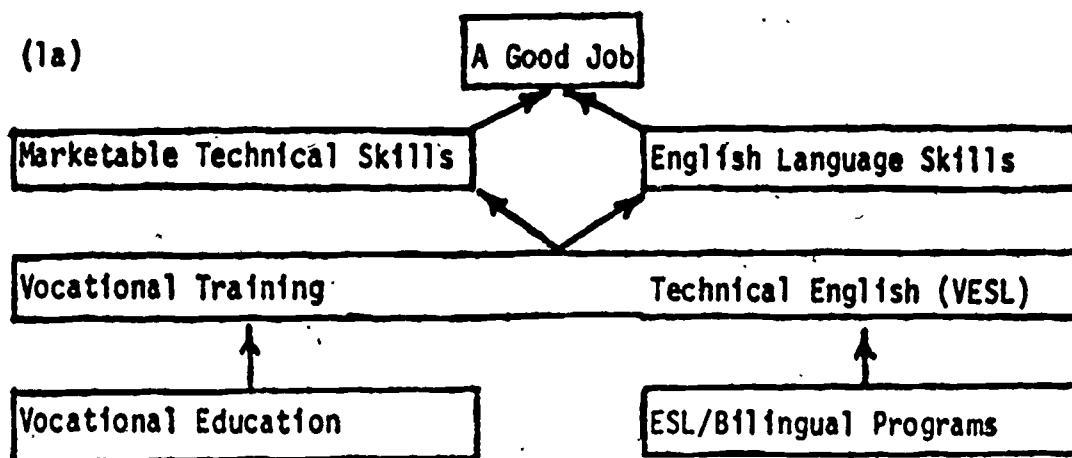 (1a)
A Good Job
Marketable Technical Skills
English Language Skills
Vocational Training
Technical English (VESL)
Vocational Education
ESL/Bilingual Programs